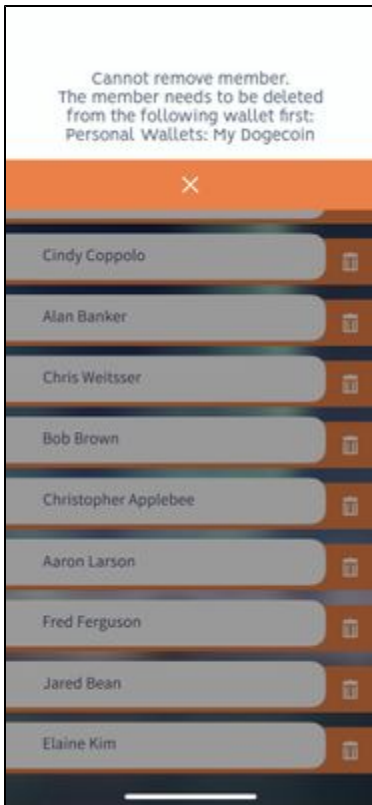 Cannot remove member.
The member needs to be deleted
from the following wallet first:
Personal Wallets: My Dogecoin
Cindy Coppolo
Alan Banker
Chris Weitsser
Bob Brown
Christopher Applebee
Aaron Larson
Fred Ferguson
Jared Bean
Elaine Kim